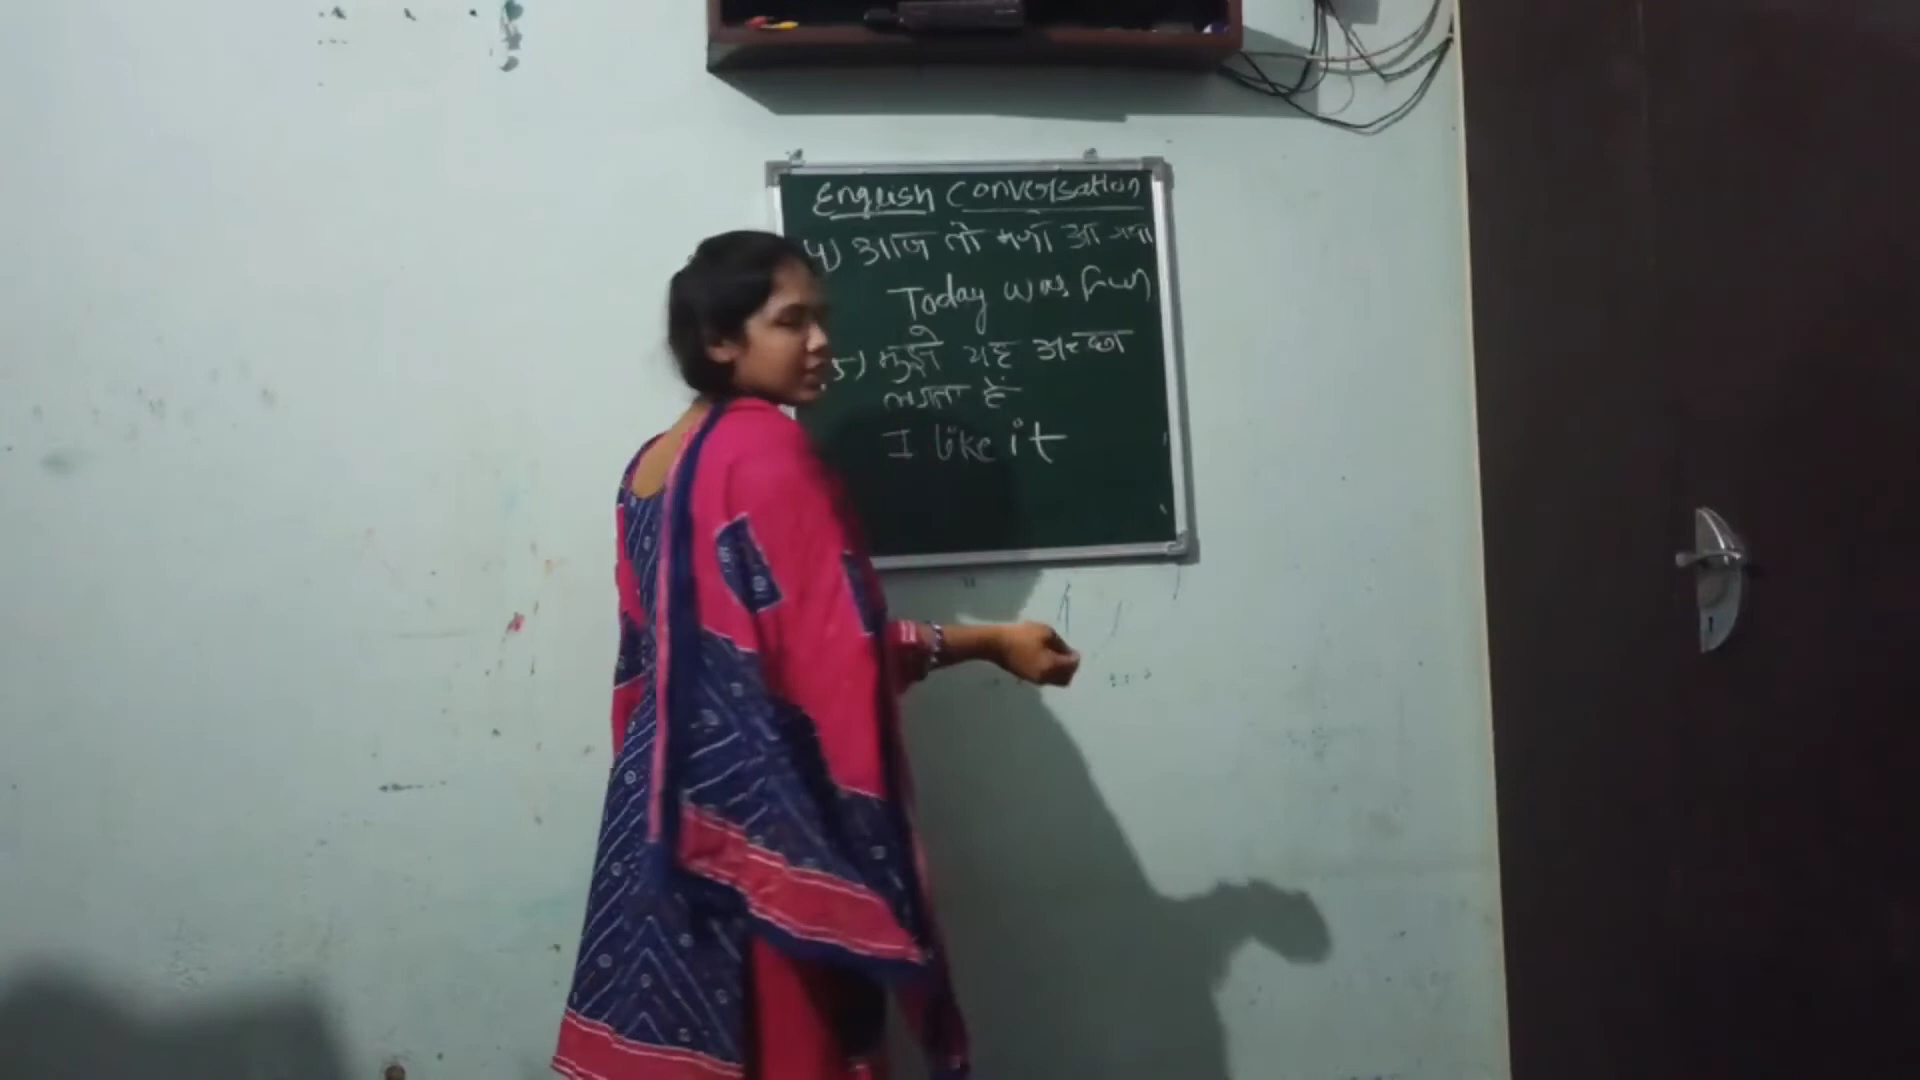 English Conversation
4) आज तो मजा आ गया
Today was fun
5) मुझे यह अच्छा
लगता है
I like it